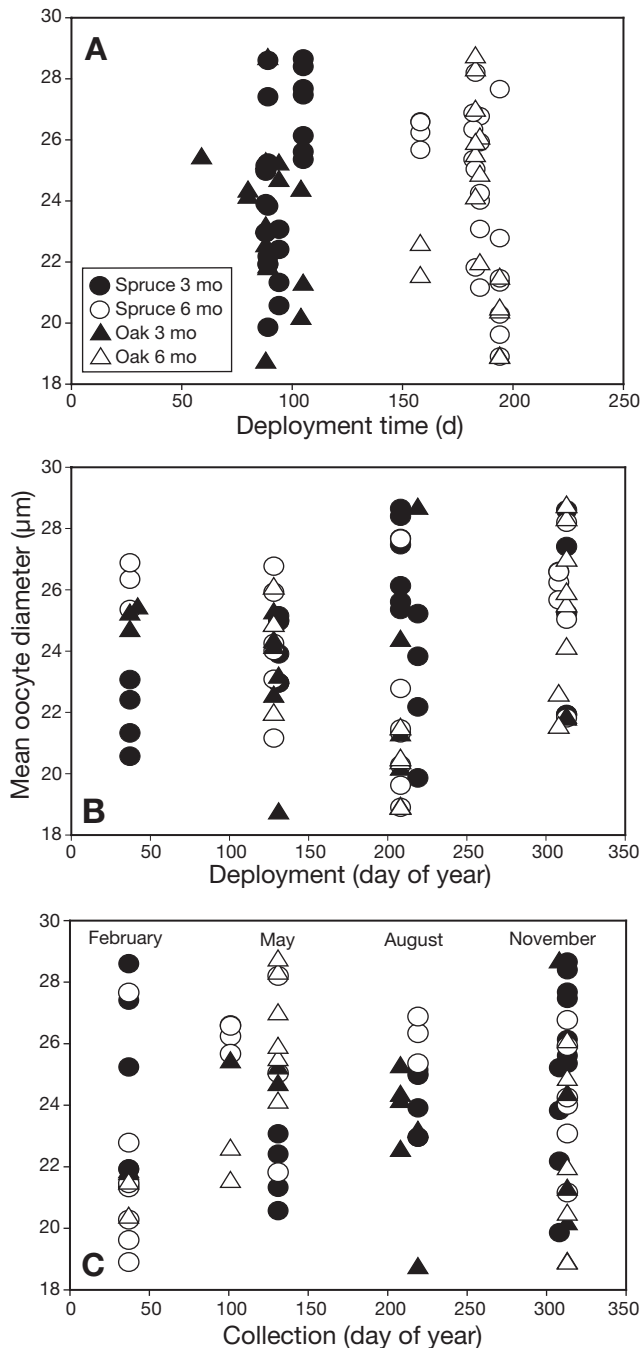 30
A
28
26
24
22
20
18
Spruce 3 mo
Spruce 6 mo
Oak 3 mo
Oak 6 mo
0 50 100 150 200 250
Deployment time (d)
Mean oocyte diameter (µm)
30
28
26
24
22
20
18
B
0 50 100 150 200 250 300 350
Deployment (day of year)
30
February May August November
28
26
24
22
20
18
C
0 50 100 150 200 250 300 350
Collection (day of year)